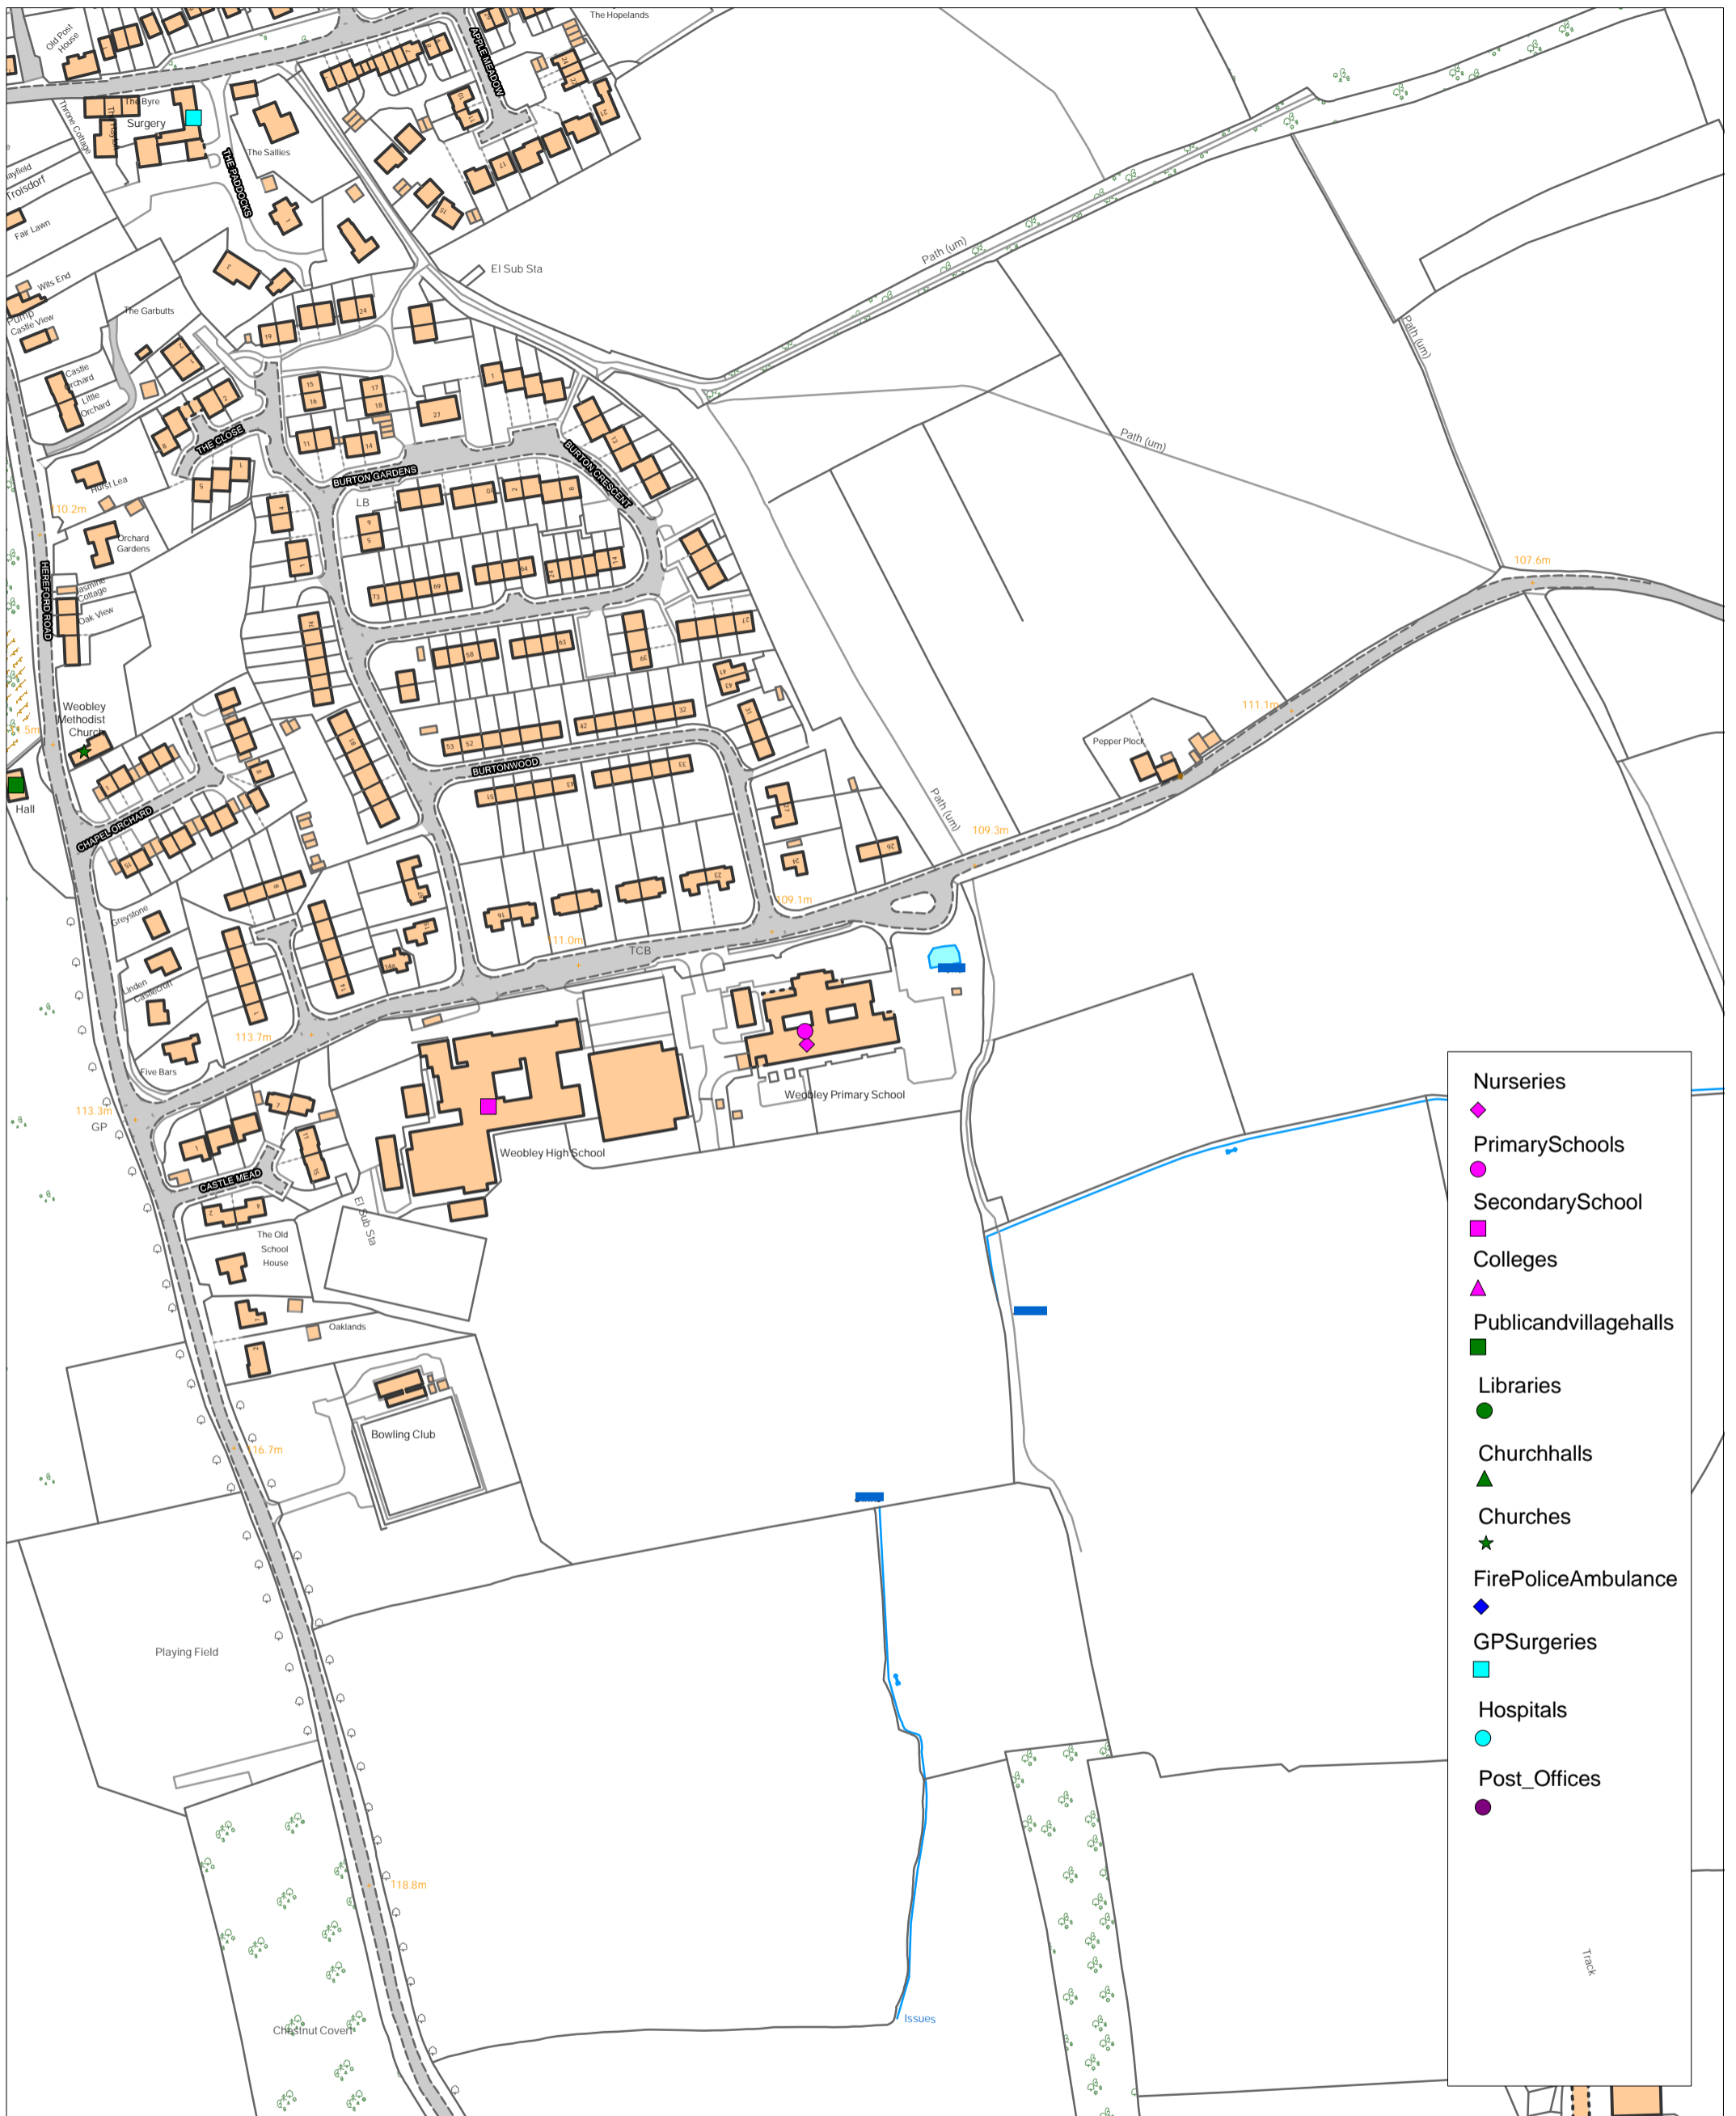 The Hopelands
Old Post
House
APPLE MEADOW
The Byre
Surgery
Throne Cottage
The Sallies
THE PADDOCKS
Troisdorf
Fair Lawn
Wits End
Pump
Castle View
The Garbutts
El Sub Sta
Path (um)
Path (um)
Castle
Orchard
Little
Orchard
THE CLOSE
BURTON GARDENS
BURTON CRESCENT
Path (um)
Hurst Lea
LB
110.2m
Orchard
Gardens
HEREFORD ROAD
Cottage
Oak View
107.6m
Weobley
Methodist
Church
111.1m
Pepper Plock
BURTONWOOD
Hall
CHAPEL ORCHARD
Path (um)
109.3m
109.1m
Greystone
111.0m
TCB
Linden
Castlecroft
113.7m
Five Bars
113.3m
GP
Weobley Primary School
Weobley High School
CASTLE MEAD
El Sub Sta
The Old
School
House
Oaklands
Bowling Club
116.7m
Playing Field
118.8m
Chestnut Covert
Issues
Track
Nurseries
PrimarySchools
SecondarySchool
Colleges
Publicandvillagehalls
Libraries
Churchhalls
Churches
FirePoliceAmbulance
GPSurgeries
Hospitals
Post_Offices